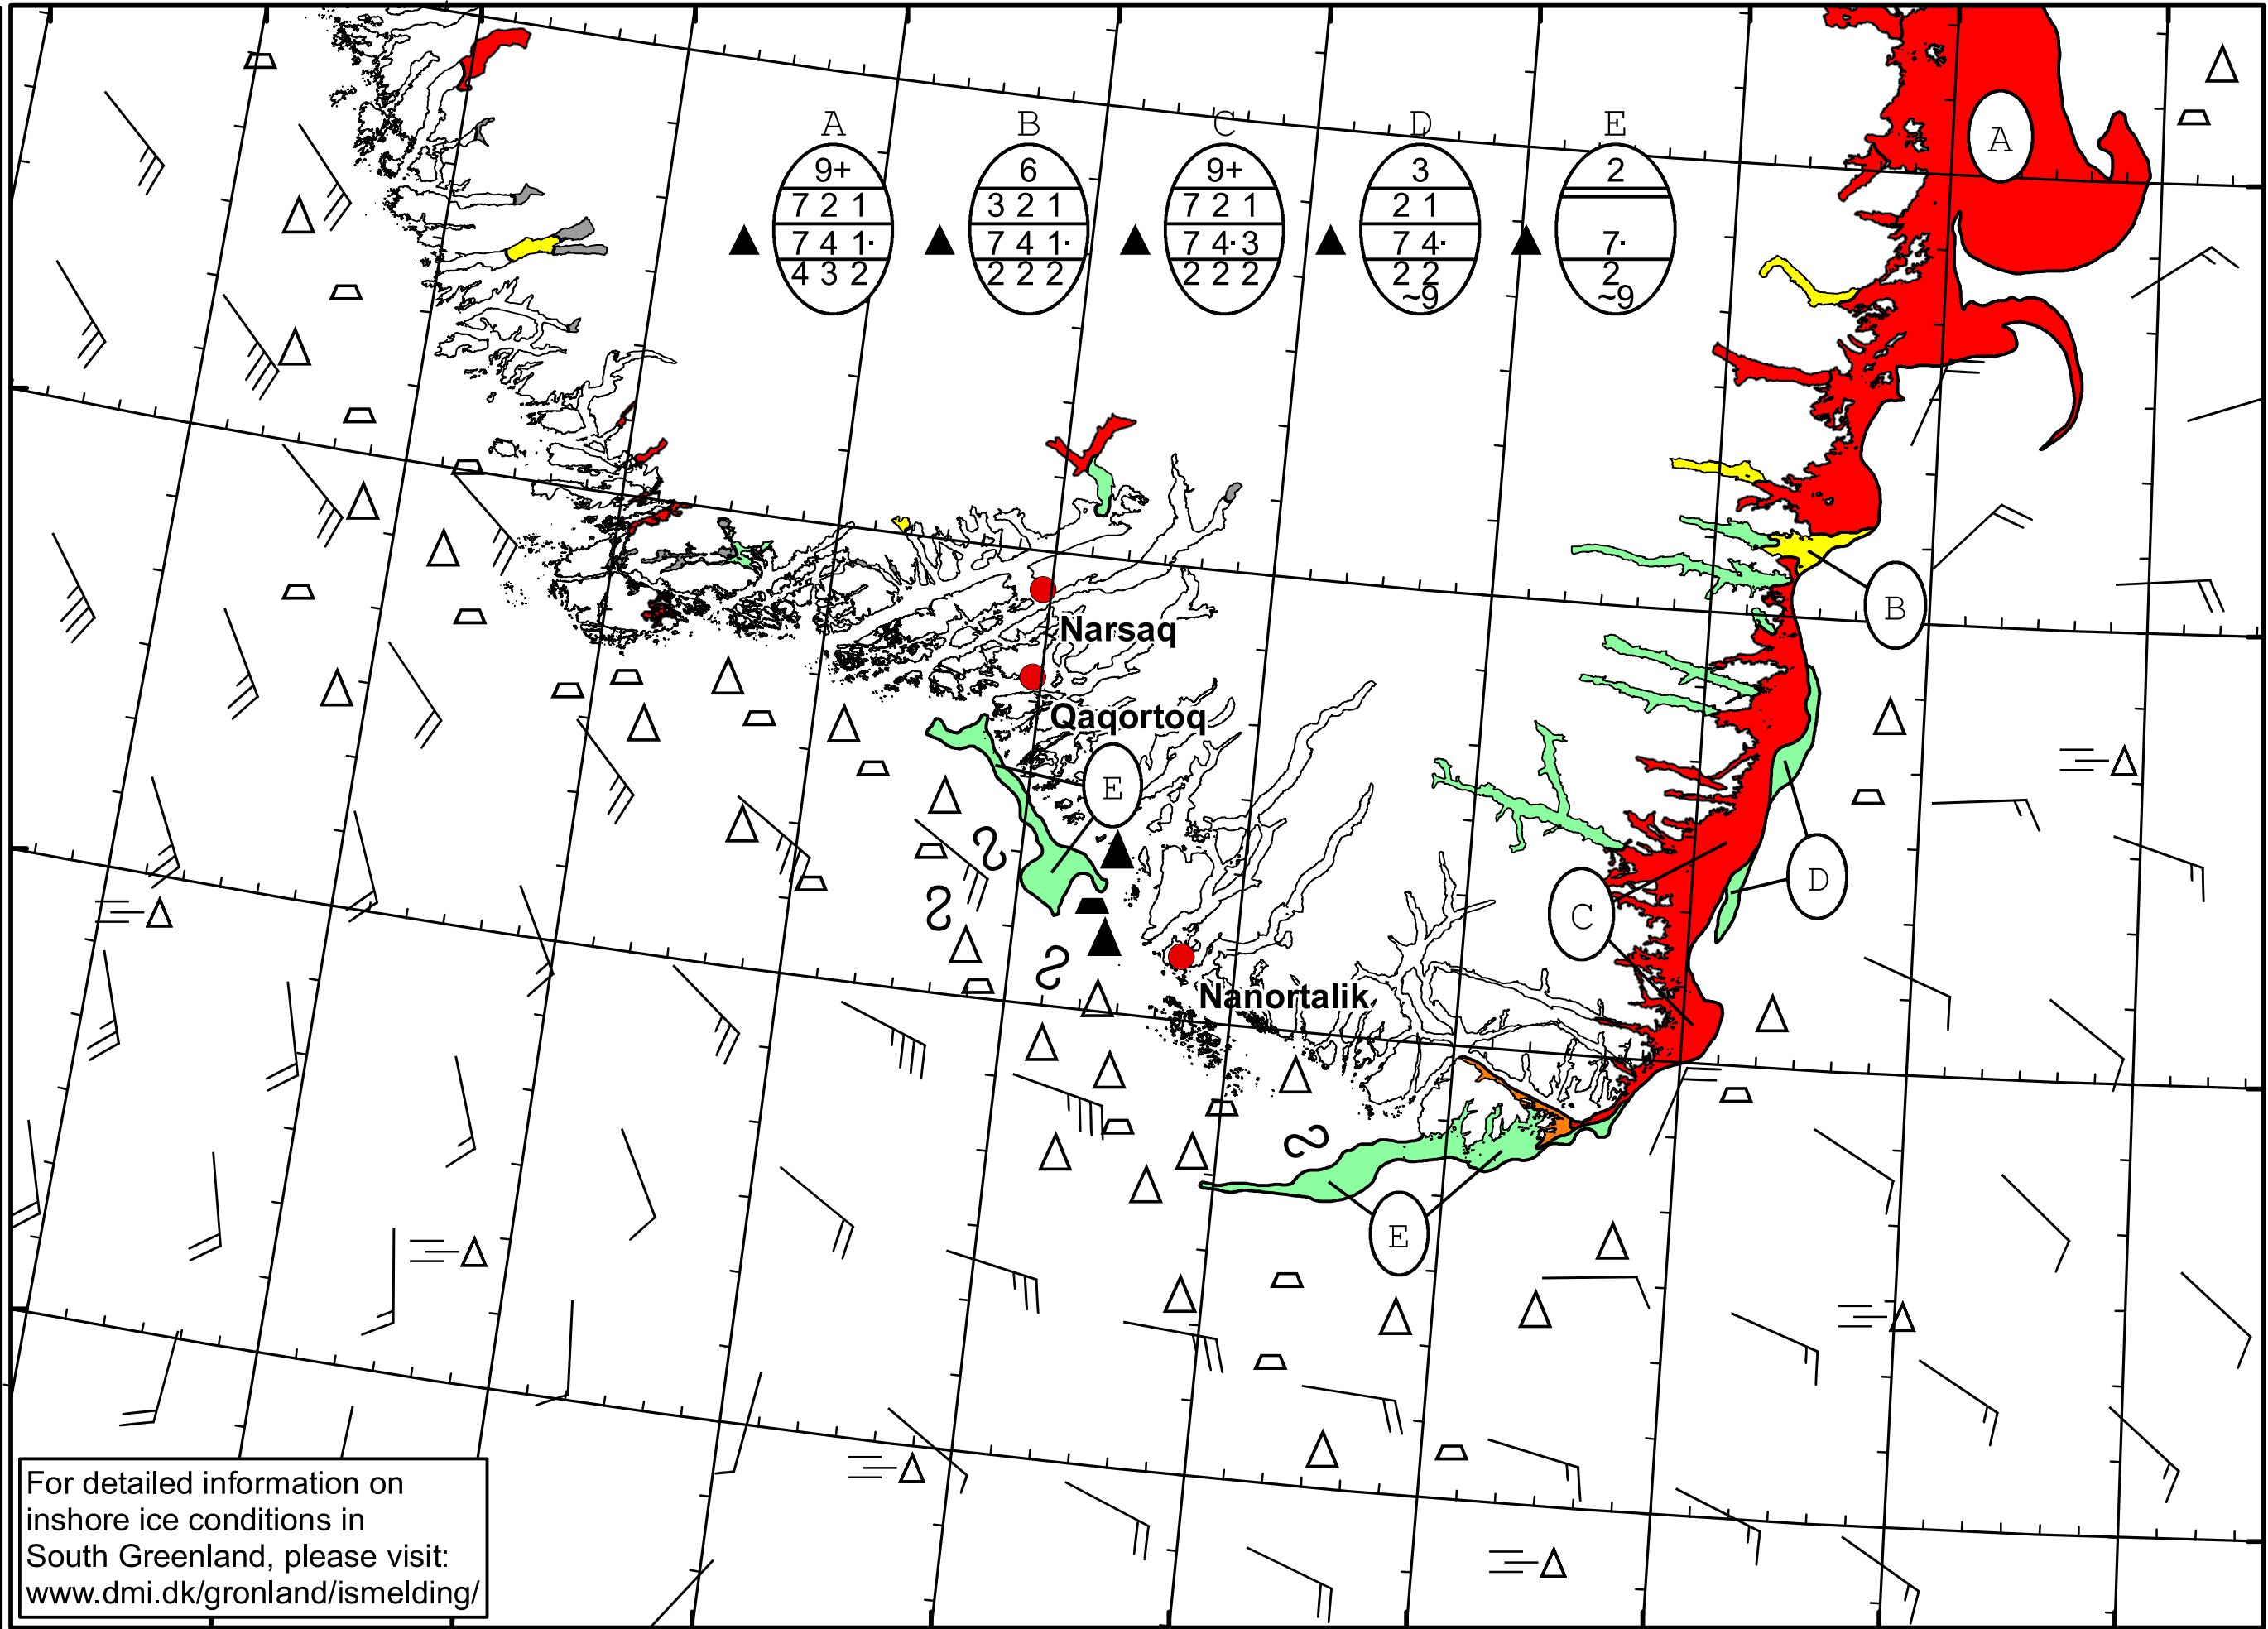 A B C D E
9+ 6 9+ 3 2
7 2 1 3 2 1 7 2 1 2 1
7 4 1· 7 4 1· 7 4· 3 7 4· 7·
4 3 2 2 2 2 2 2 2 2 2 2
~9 ~9
A
B
Narsaq
Qaqortoq
E
D
C
Nanortalik
E
For detailed information on
inshore ice conditions in
South Greenland, please visit:
www.dmi.dk/gronland/ismelding/